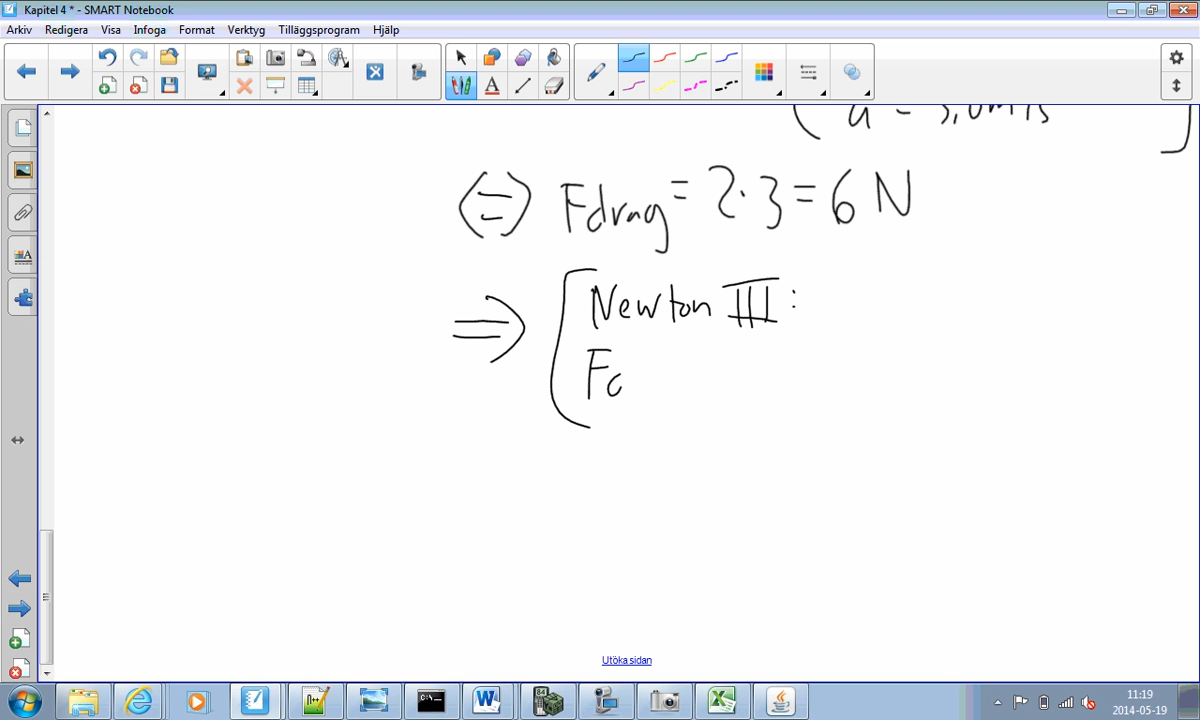 Kapitel 4 * - SMART Notebook
Arkiv Redigera Visa Infoga Format Verktyg Tilläggsprogram Hjälp
(=) Fdrag = 2·3 = 6 N
⇒ Newton III:
F
Utöka sidan
11:19
2014-05-19